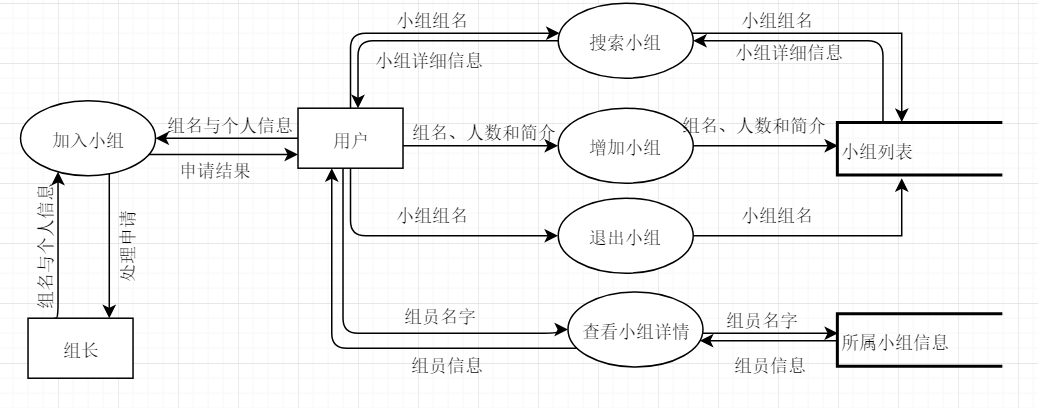 小组组名
小组组名
搜索小组
小组详细信息
小组详细信息
组名与个人信息
加入小组
用户
组名、人数和简介
增加小组
组名、人数和简介
小组列表
申请结果
组名与个人信息
处理申请
小组组名
退出小组
小组组名
组长
组员名字
查看小组详情
组员名字
所属小组信息
组员信息
组员信息